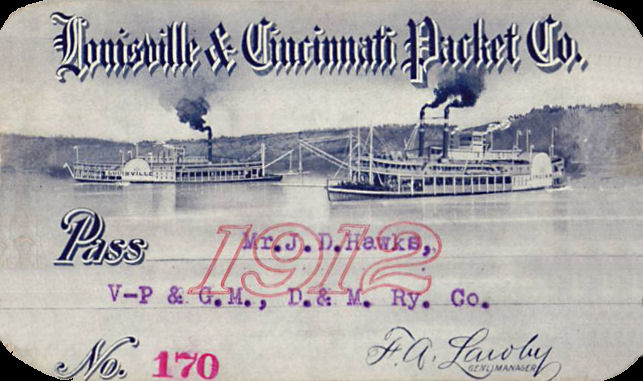 Louisville & Cincinnati Packet Co.
LOUISVILLE
Pass
1912
Mr. J. D. Hawks,
V-P & G.M., D. & M. Ry. Co.
No. 170
F. A. Laidley
GEN'L MANAGER